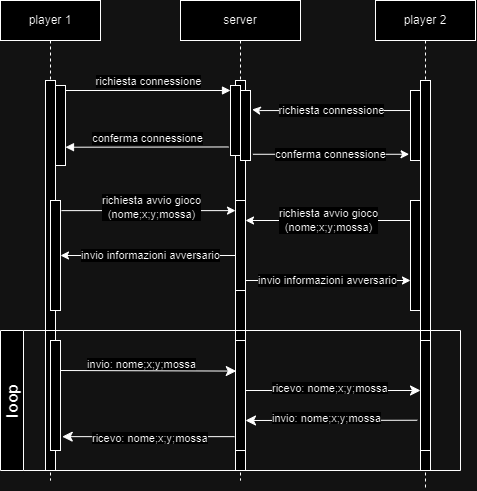 player 1
server
player 2
richiesta connessione
richiesta connessione
conferma connessione
conferma connessione
richiesta avvio gioco
(nome;x;y;mossa)
richiesta avvio gioco
(nome;x;y;mossa)
invio informazioni avversario
invio informazioni avversario
loop
invio: nome;x;y;mossa
ricevo: nome;x;y;mossa
invio: nome;x;y;mossa
ricevo: nome;x;y;mossa